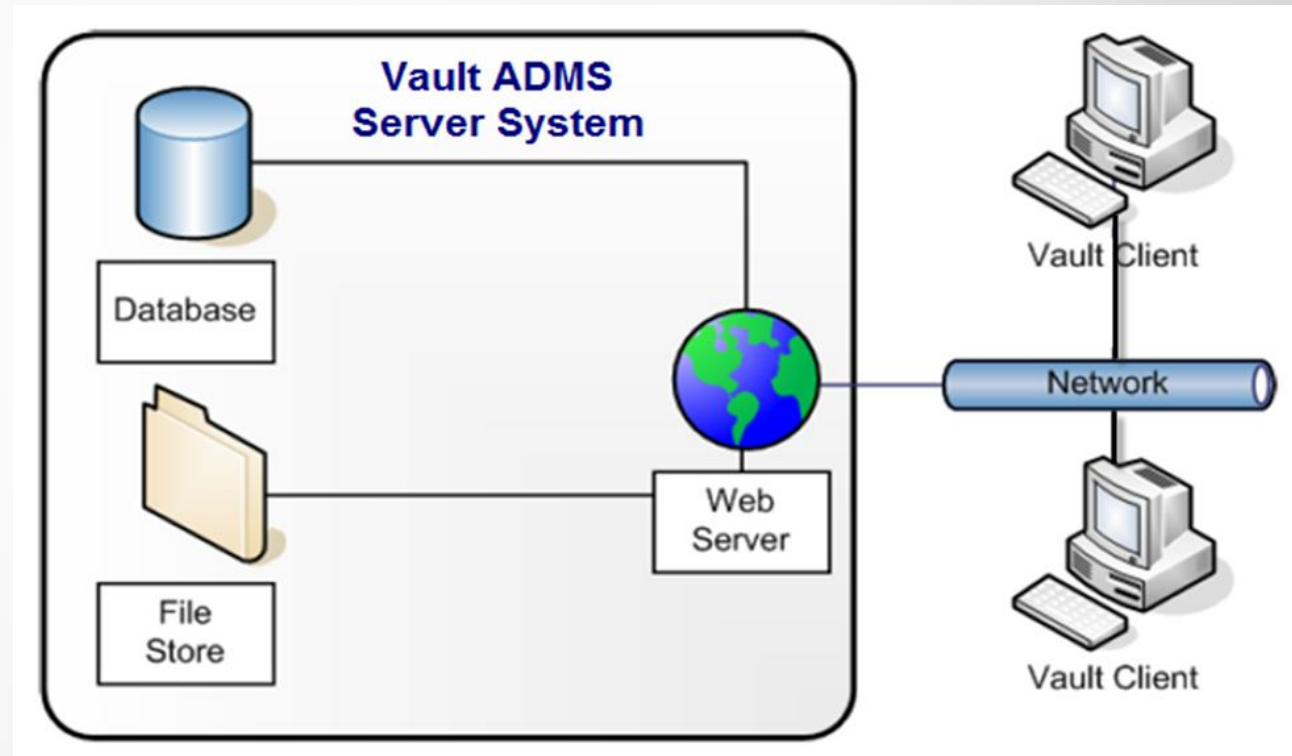 Vault ADMS
Server System
Database
File
Store
Web
Server
Vault Client
Network
Vault Client